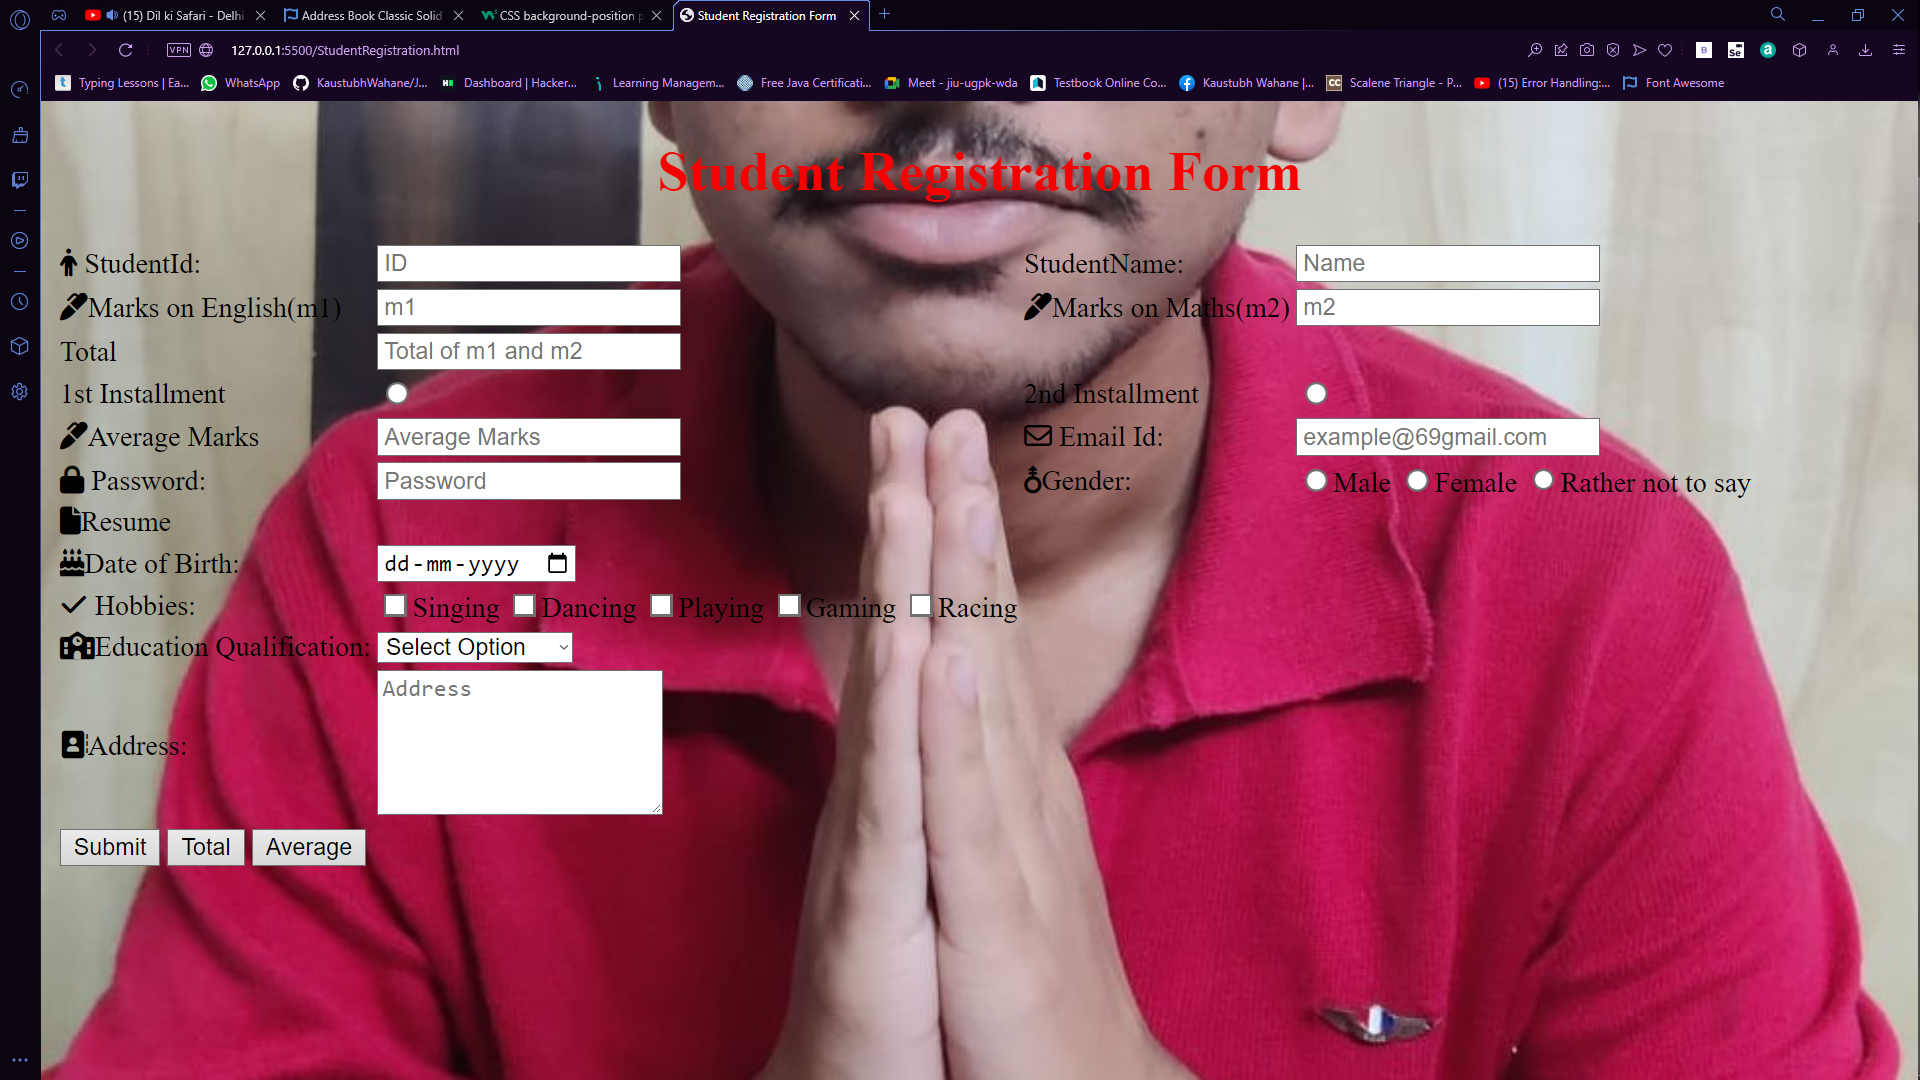 (15) Dil ki Safari - Delhi
Address Book Classic Solid
CSS background-position p
Student Registration Form
VPN
127.0.0.1:5500/StudentRegistration.html
Typing Lessons | Ea...
WhatsApp
KaustubhWahane/J...
Dashboard | Hacker...
Learning Managem...
Free Java Certificati...
Meet - jiu-ugpk-wda
Testbook Online Co...
Kaustubh Wahane |...
CC Scalene Triangle - P...
(15) Error Handling:...
Font Awesome
Student Registration Form
StudentId: ID StudentName: Name
Marks on English(m1) m1 Marks on Maths(m2) m2
Total Total of m1 and m2
1st Installment 2nd Installment
Average Marks Average Marks Email Id: example@69gmail.com
Password: Password Gender: Male Female Rather not to say
Resume
Date of Birth: dd-mm-yyyy
Hobbies: Singing Dancing Playing Gaming Racing
Education Qualification: Select Option
Address: Address
Submit Total Average